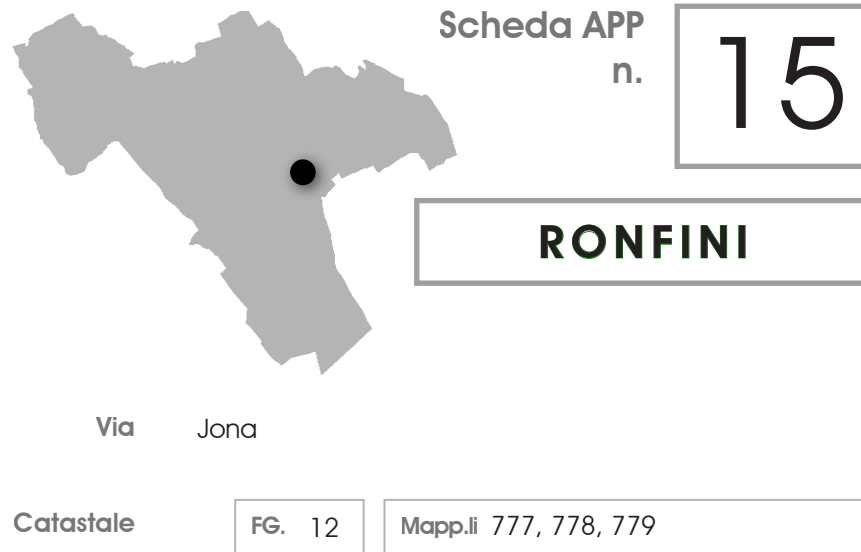 Scheda APP
n.
15
RONFINI
Via Jona
Catastale FG. 12 Mapp.li 777, 778, 779